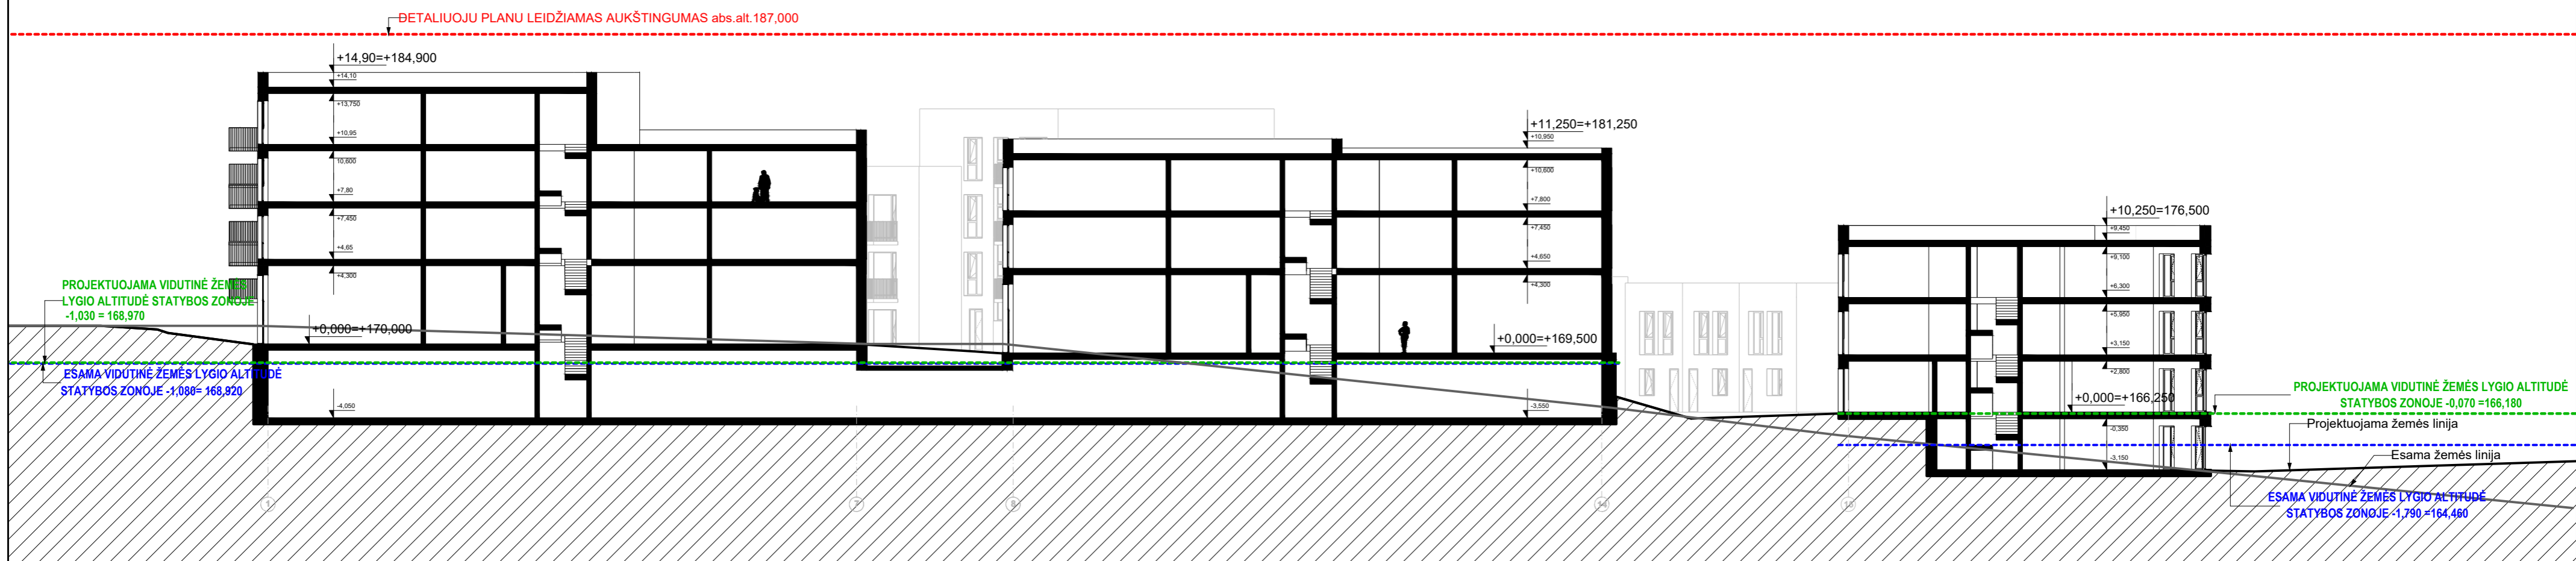 DETALIUOJU PLANU LEIDŽIAMAS AUKŠTINGUMAS abs.alt.187,000
+14,90=+184,900
+14,10
+13,750
+10,95
10,600
+7,80
+7,450
+4,65
+4,300
PROJEKTUOJAMA VIDUTINĖ ŽEMĖS
LYGIO ALTITUDĖ STATYBOS ZONOJE
-1,030 = 168,970
+0,000=+170,000
ESAMA VIDUTINĖ ŽEMĖS LYGIO ALTITUDĖ
STATYBOS ZONOJE -1,080= 168,920
-4,050
+11,250=+181,250
+10,950
+10,600
+7,800
+7,450
+4,650
+4,300
+0,000=+169,500
-3,550
+10,250=176,500
+9,450
+9,100
+6,300
+5,950
+3,150
+2,800
+0,000=+166,250
-0,350
-3,150
PROJEKTUOJAMA VIDUTINĖ ŽEMĖS LYGIO ALTITUDĖ
STATYBOS ZONOJE -0,070 =166,180
Projektuojama žemės linija
Esama žemės linija
ESAMA VIDUTINĖ ŽEMĖS LYGIO ALTITUDĖ
STATYBOS ZONOJE -1,790 =164,460
1
7
8
14
15